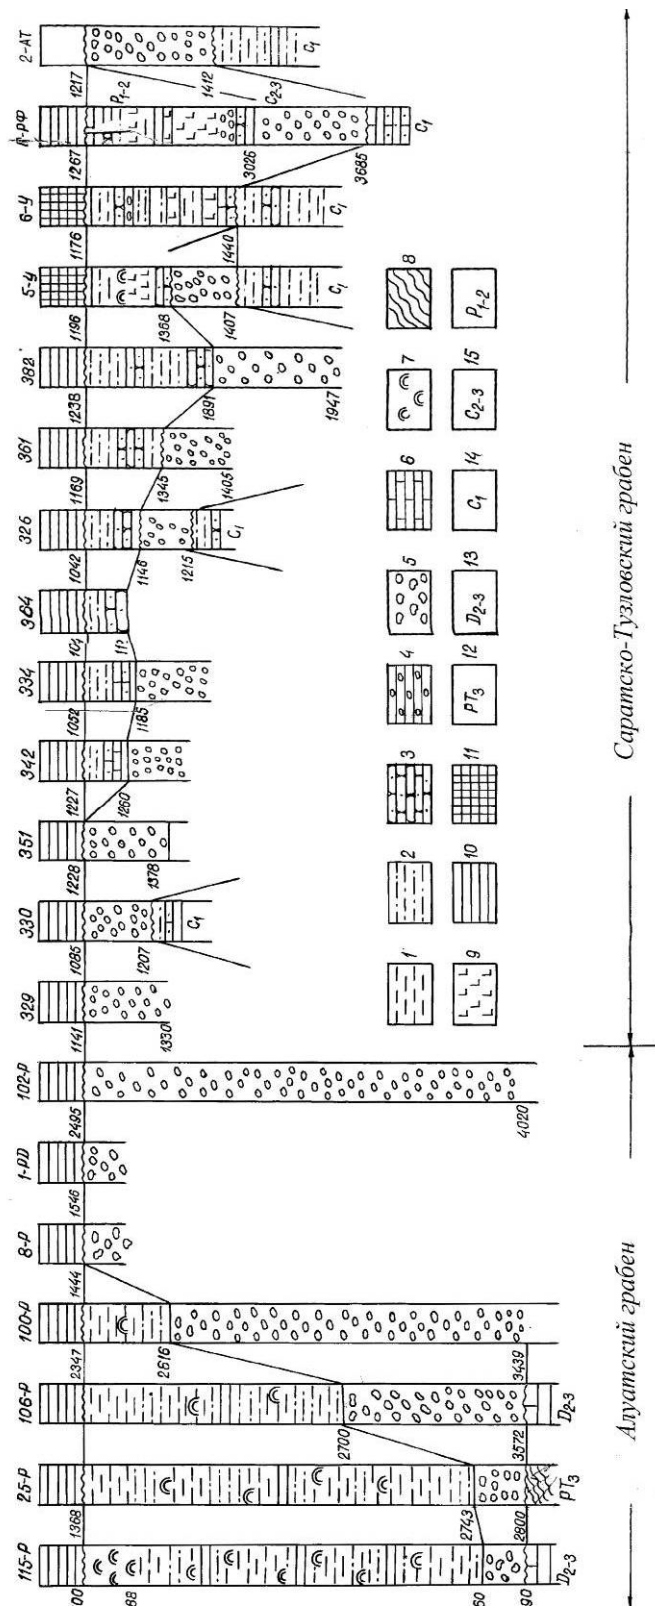 115-Р 25-Р 106-Р 100-Р 8-Р 1-РД 102-Р 329 330 351 342 334 364 326 361 382 5-У 6-У 1-РФ 2-АТ
1368 2347 1444 1546 2495 1141 1085 1228 1227 1052 1042 1169 1238 1196 1176 1267 1217
P₁₋₂
2616 1330 1207 1378 1260 1185 1146 1345 1891 1368 1440 3026 1412
1215 1405 1947 1407 3685
C₁ C₁ C₁ C₁ C₁ C₂₋₃ C₁
2700
2743 2800 3572 3439 4020
D₂₋₃ PT₃ D₂₋₃
1 2 3 4 5 6 7 8
9 10 11 12 13 14 15
PT₃ D₂₋₃ C₁ C₂₋₃ P₁₋₂
Алуатский грабен Саратско-Тузловский грабен